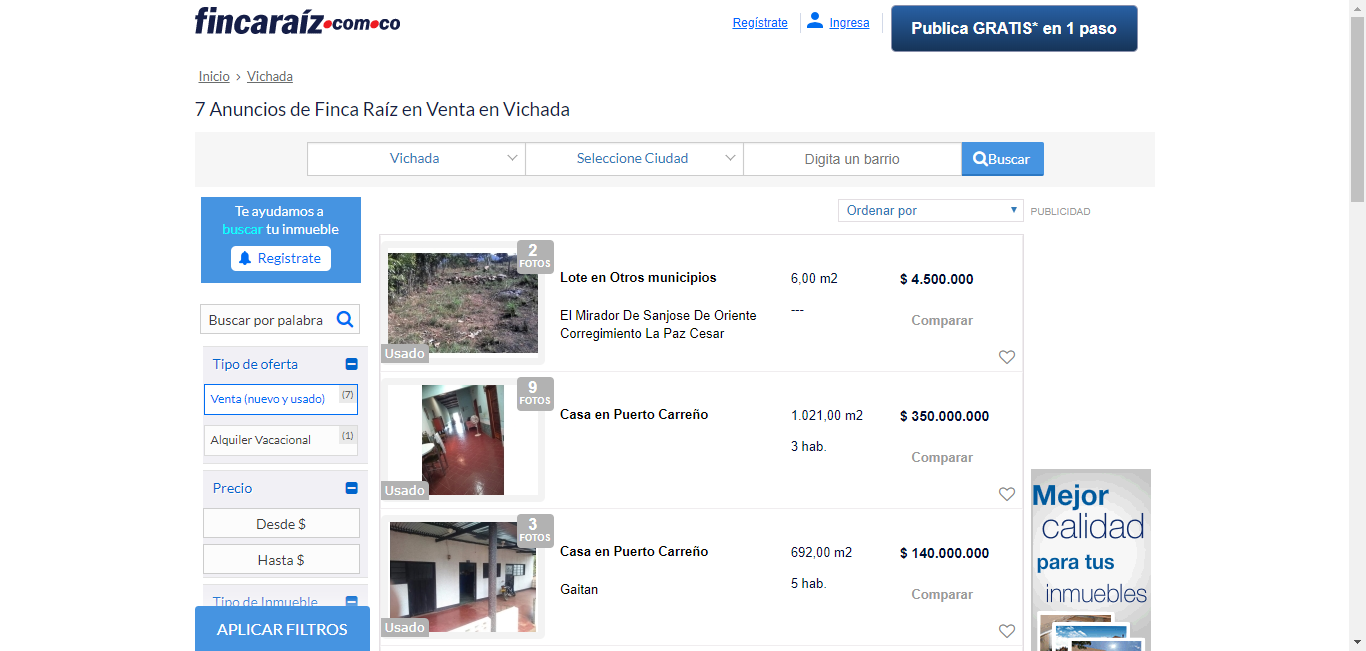 fincaraíz.com.co
Regístrate
Ingresa
Publica GRATIS* en 1 paso
Inicio › Vichada
7 Anuncios de Finca Raíz en Venta en Vichada
Vichada
Seleccione Ciudad
Digita un barrio
Buscar
Te ayudamos a
buscar tu inmueble
Registrate
Ordenar por
PUBLICIDAD
Buscar por palabra
Tipo de oferta
Venta (nuevo y usado) (7)
Alquiler Vacacional (1)
Precio
Desde $
Hasta $
Tipo de Inmueble
APLICAR FILTROS
2
FOTOS
Usado
Lote en Otros municipios
El Mirador De Sanjose De Oriente
Corregimiento La Paz Cesar
6,00 m2
---
$ 4.500.000
Comparar
9
FOTOS
Usado
Casa en Puerto Carreño
1.021,00 m2
3 hab.
$ 350.000.000
Comparar
3
FOTOS
Usado
Casa en Puerto Carreño
Gaitan
692,00 m2
5 hab.
$ 140.000.000
Comparar
Mejor
calidad
para tus
inmuebles